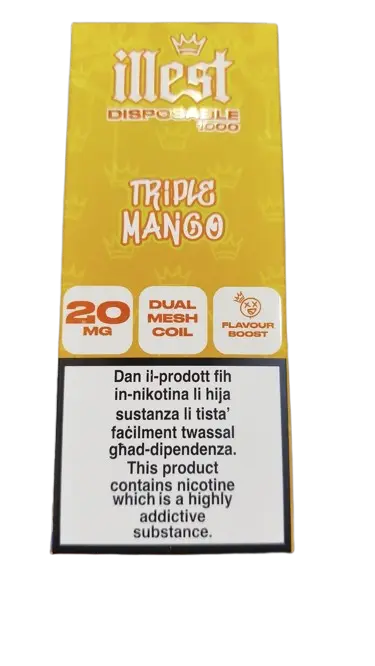 illest
DISPOSABLE
1000
TRIPLE
MANGO
20
MG
DUAL
MESH
COIL
FLAVOUR
BOOST
Dan il-prodott fih
in-nikotina li hija
sustanza li tista'
faċilment twassal
għad-dipendenza.
This product
contains nicotine
which is a highly
addictive
substance.